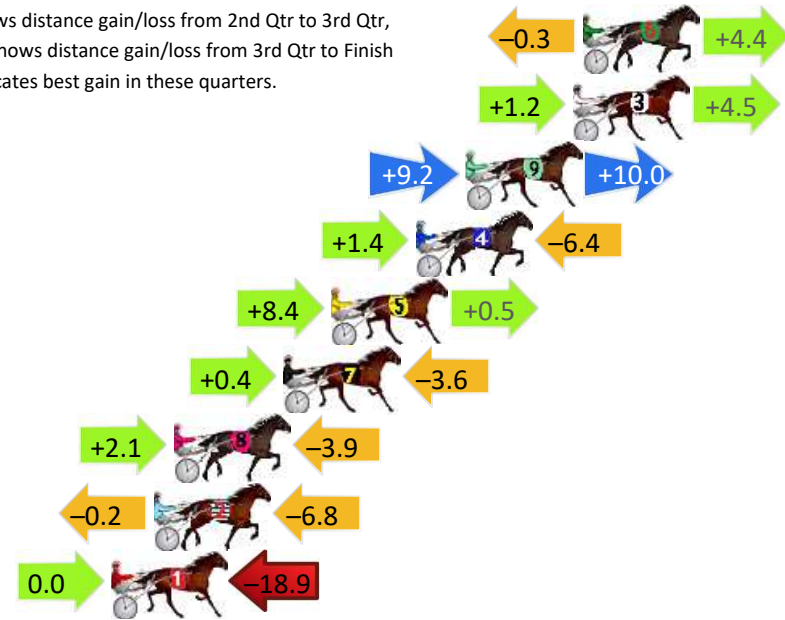 ws distance gain/loss from 2nd Qtr to 3rd Qtr,
hows distance gain/loss from 3rd Qtr to Finish
cates best gain in these quarters.
–0.3 +4.4
+1.2 3 +4.5
+9.2 9 +10.0
+1.4 4 –6.4
+8.4 5 +0.5
+0.4 7 –3.6
+2.1 8 –3.9
–0.2 2 –6.8
0.0 1 –18.9